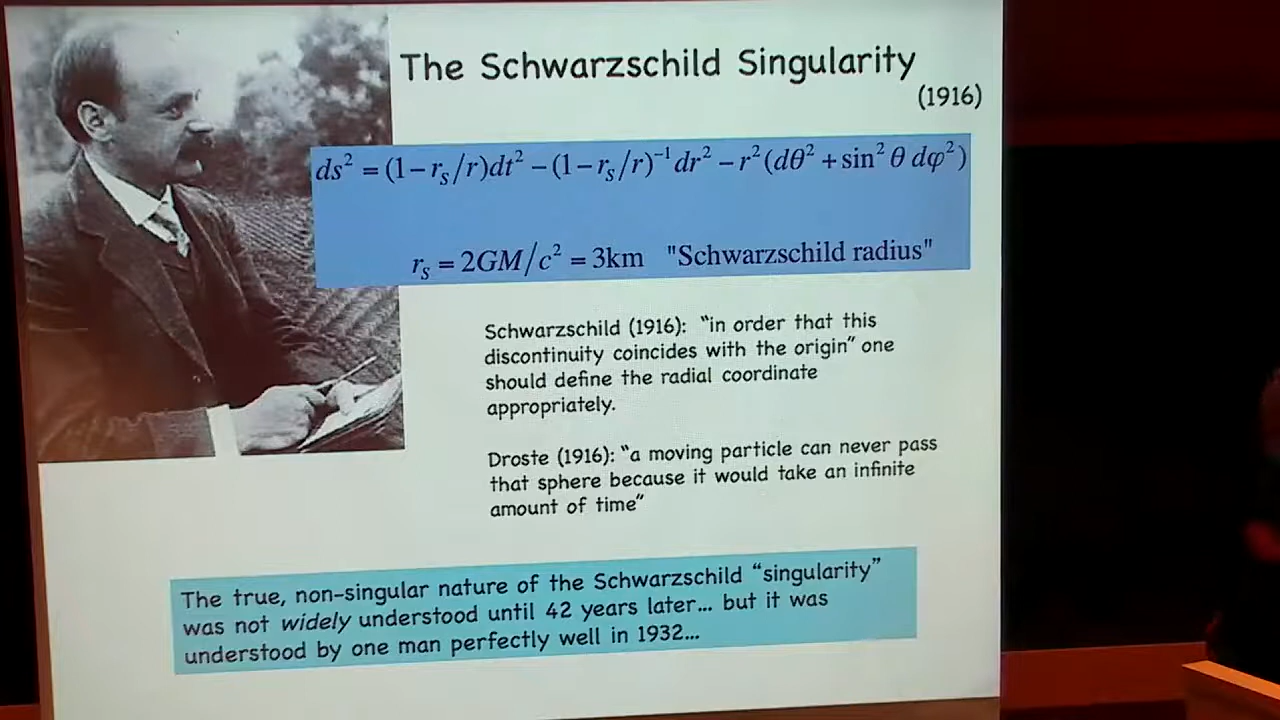 The Schwarzschild Singularity
(1916)
ds² = (1−r_S/r)dt² −(1−r_S/r)⁻¹dr² −r²(dθ² +sin²θ dφ²)
r_S = 2GM/c² = 3km "Schwarzschild radius"
Schwarzschild (1916): “in order that this
discontinuity coincides with the origin” one
should define the radial coordinate
appropriately.
Droste (1916): “a moving particle can never pass
that sphere because it would take an infinite
amount of time”
The true, non-singular nature of the Schwarzschild “singularity”
was not widely understood until 42 years later... but it was
understood by one man perfectly well in 1932...